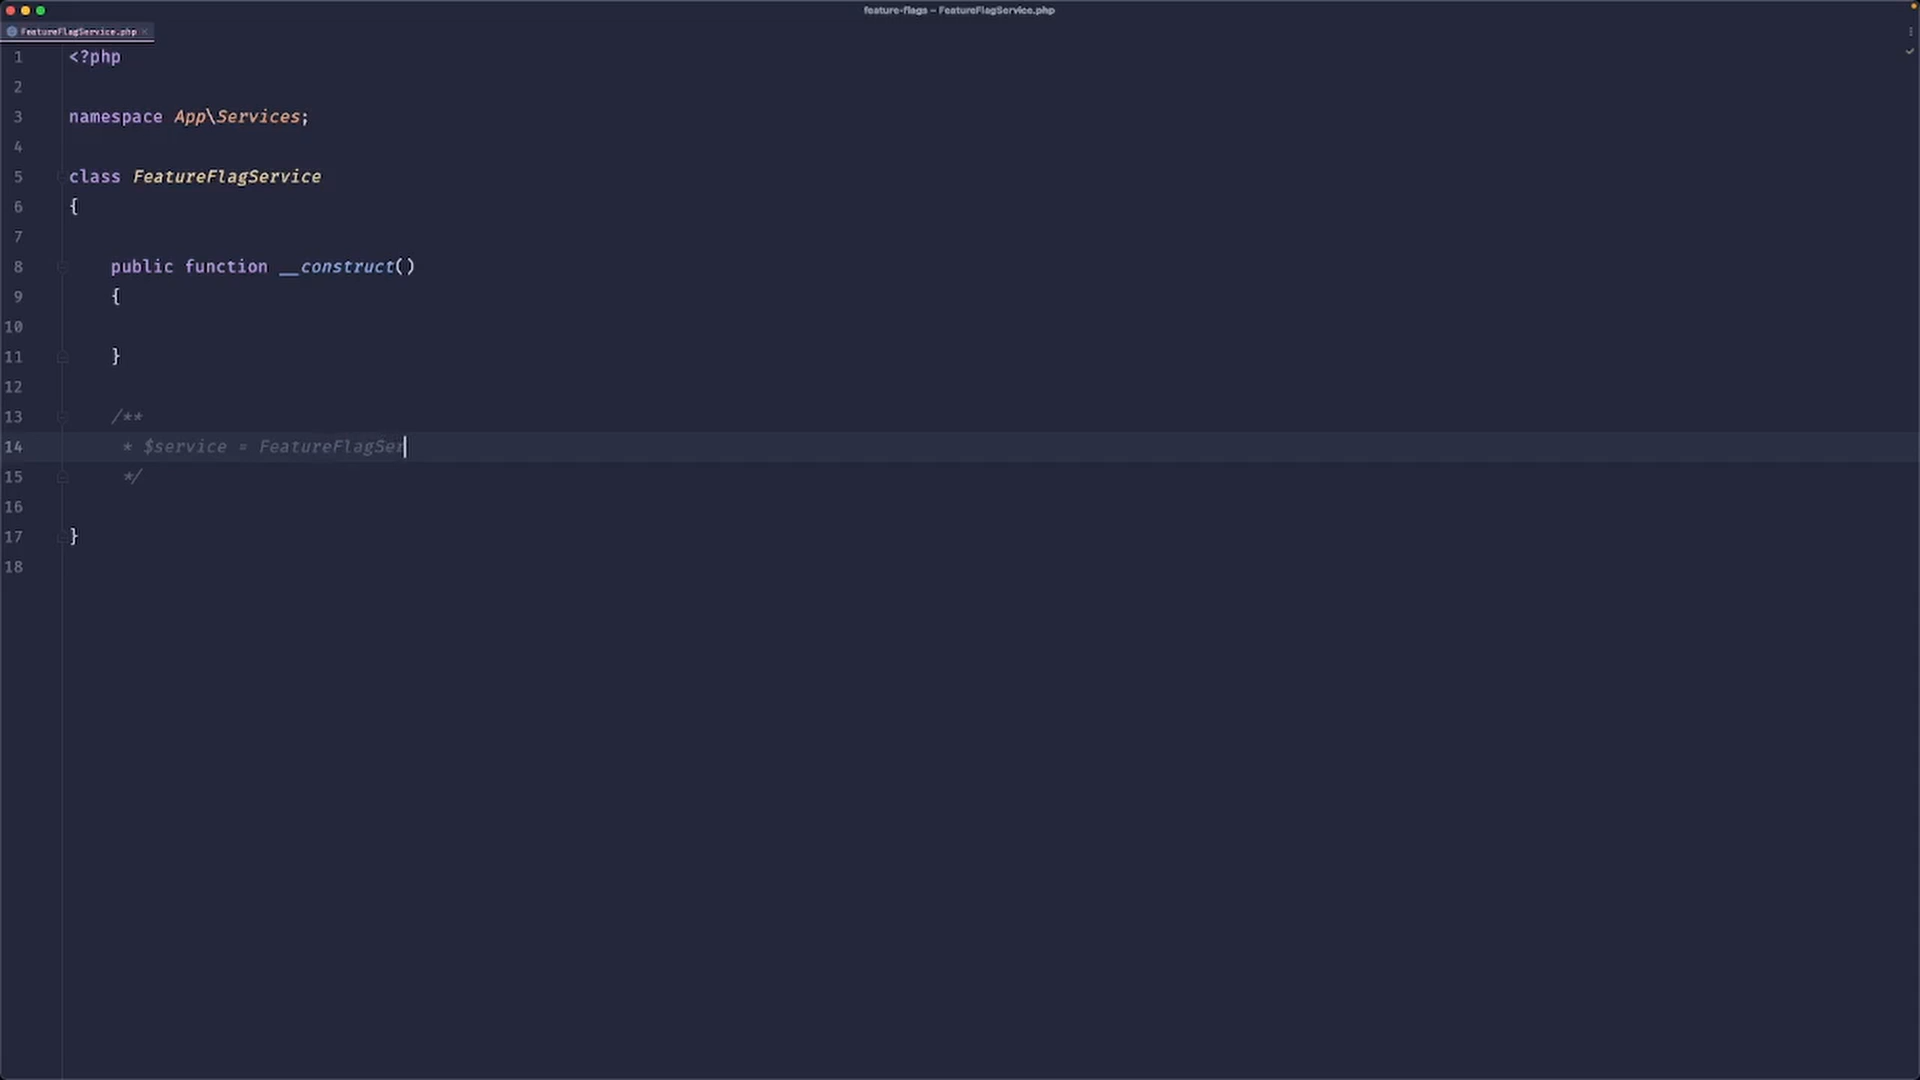 feature-flags – FeatureFlagService.php
FeatureFlagService.php
1 <?php
2
3 namespace App\Services;
4
5 class FeatureFlagService
6 {
7
8 public function __construct()
9 {
10
11 }
12
13 /**
14 * $service = FeatureFlagSer
15 */
16
17 }
18